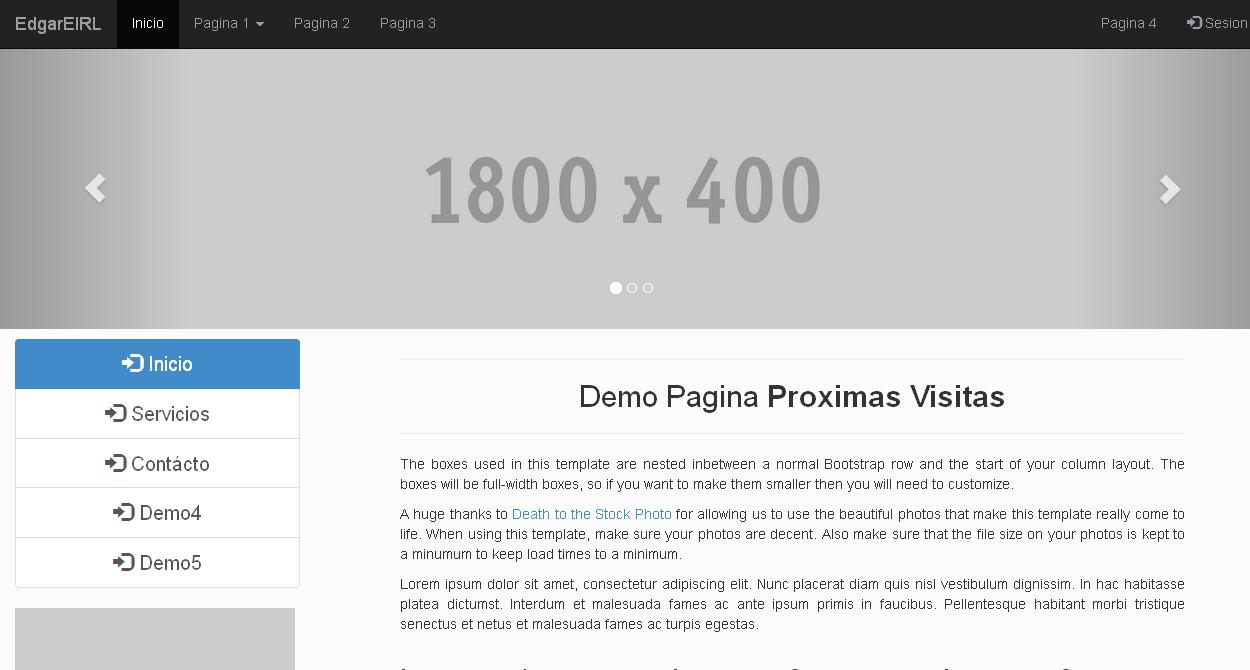 EdgarEIRL Inicio Pagina 1 Pagina 2 Pagina 3 Pagina 4 Sesion
1800 x 400
Inicio
Servicios
Contácto
Demo4
Demo5
Demo Pagina Proximas Visitas
The boxes used in this template are nested inbetween a normal Bootstrap row and the start of your column layout. The
boxes will be full-width boxes, so if you want to make them smaller then you will need to customize.
A huge thanks to Death to the Stock Photo for allowing us to use the beautiful photos that make this template really come to
life. When using this template, make sure your photos are decent. Also make sure that the file size on your photos is kept to
a minumum to keep load times to a minimum.
Lorem ipsum dolor sit amet, consectetur adipiscing elit. Nunc placerat diam quis nisl vestibulum dignissim. In hac habitasse
platea dictumst. Interdum et malesuada fames ac ante ipsum primis in faucibus. Pellentesque habitant morbi tristique
senectus et netus et malesuada fames ac turpis egestas.